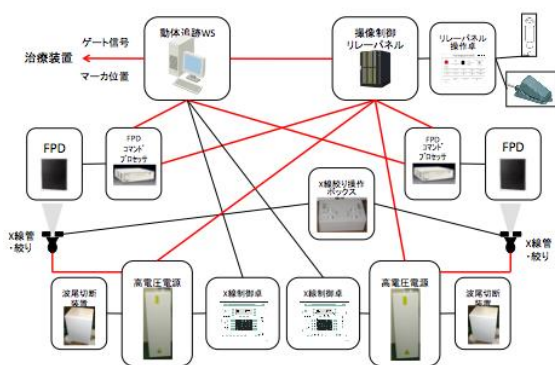 ゲート信号
治療装置
マーカ位置
動体追跡WS
撮像制御
リレーパネル
リレーパネル
操作卓
FPD
FPD
コマンド
プロセッサ
FPD
コマンド
プロセッサ
FPD
X線絞り操作
ボックス
X線管
・絞り
X線管
・絞り
波尾切断
装置
高電圧電源
X線制御卓
X線制御卓
高電圧電源
波尾切断
装置